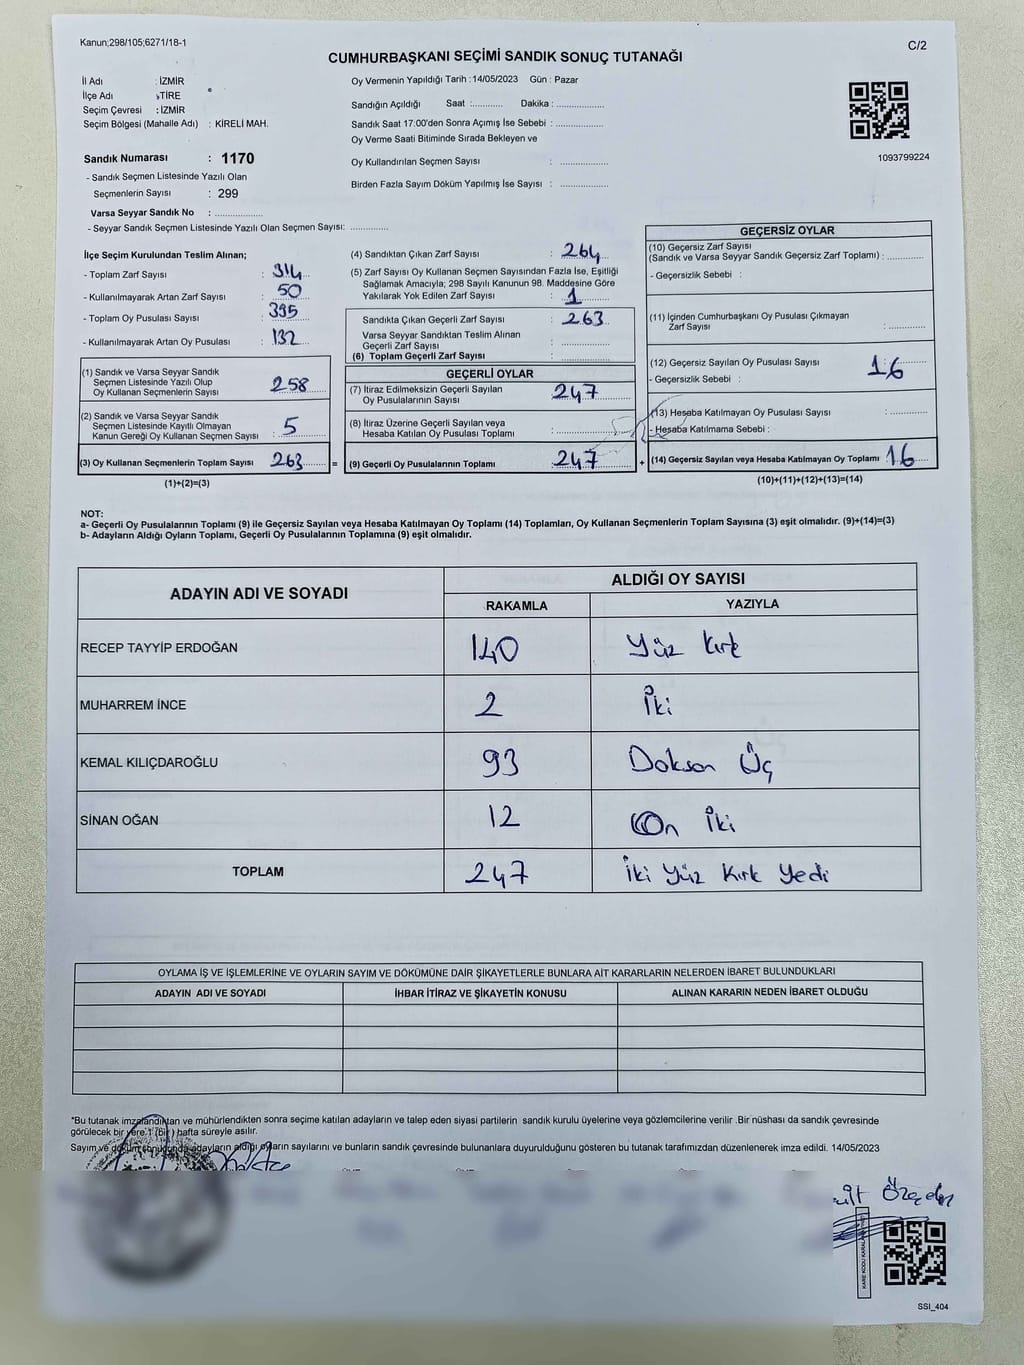 Kanun;298/105;6271/18-1
C/2
CUMHURBAŞKANI SEÇİMİ SANDIK SONUÇ TUTANAĞI
İl Adı : İZMİR
İlçe Adı : TİRE
Seçim Çevresi : İZMİR
Seçim Bölgesi (Mahalle Adı) : KİRELİ MAH.
Sandık Numarası : 1170
- Sandık Seçmen Listesinde Yazılı Olan
Seçmenlerin Sayısı : 299
Varsa Seyyar Sandık No : ..................
- Seyyar Sandık Seçmen Listesinde Yazılı Olan Seçmen Sayısı: ..............
Oy Vermenin Yapıldığı Tarih :14/05/2023 Gün : Pazar
Sandığın Açıldığı Saat :........... Dakika : ..................
Sandık Saat 17:00'den Sonra Açımış İse Sebebi : ..................
Oy Verme Saati Bitiminde Sırada Bekleyen ve
Oy Kullandırılan Seçmen Sayısı : ..................
Birden Fazla Sayım Döküm Yapılmış İse Sayısı : ..................
1093799224
İlçe Seçim Kurulundan Teslim Alınan;
- Toplam Zarf Sayısı : 314
- Kullanılmayarak Artan Zarf Sayısı : 50
- Toplam Oy Pusulası Sayısı : 395
- Kullanılmayarak Artan Oy Pusulası : 132
(1) Sandık ve Varsa Seyyar Sandık
Seçmen Listesinde Yazılı Olup
Oy Kullanan Seçmenlerin Sayısı : 258
(2) Sandık ve Varsa Seyyar Sandık
Seçmen Listesinde Kayıtlı Olmayan
Kanun Gereği Oy Kullanan Seçmen Sayısı : 5
(3) Oy Kullanan Seçmenlerin Toplam Sayısı 263 =
(1)+(2)=(3)
(4) Sandıktan Çıkan Zarf Sayısı : 264
(5) Zarf Sayısı Oy Kullanan Seçmen Sayısından Fazla İse, Eşitliği
Sağlamak Amacıyla; 298 Sayılı Kanunun 98. Maddesine Göre
Yakılarak Yok Edilen Zarf Sayısı : 1
Sandıkta Çıkan Geçerli Zarf Sayısı : 263
Varsa Seyyar Sandıktan Teslim Alınan
Geçerli Zarf Sayısı : ..............
(6) Toplam Geçerli Zarf Sayısı : ..............
GEÇERLİ OYLAR
(7) İtiraz Edilmeksizin Geçerli Sayılan
Oy Pusulalarının Sayısı : 247
(8) İtiraz Üzerine Geçerli Sayılan veya
Hesaba Katılan Oy Pusulası Toplamı : ..............
(9) Geçerli Oy Pusulalarının Toplamı 247 +
GEÇERSİZ OYLAR
(10) Geçersiz Zarf Sayısı
(Sandık ve Varsa Seyyar Sandık Geçersiz Zarf Toplamı) : ..............
- Geçersizlik Sebebi :
(11) İçinden Cumhurbaşkanı Oy Pusulası Çıkmayan
Zarf Sayısı : ..............
(12) Geçersiz Sayılan Oy Pusulası Sayısı : 16
- Geçersizlik Sebebi :
(13) Hesaba Katılmayan Oy Pusulası Sayısı : ..............
- Hesaba Katılmama Sebebi :
(14) Geçersiz Sayılan veya Hesaba Katılmayan Oy Toplamı : 16
(10)+(11)+(12)+(13)=(14)
NOT:
a- Geçerli Oy Pusulalarının Toplamı (9) ile Geçersiz Sayılan veya Hesaba Katılmayan Oy Toplamı (14) Toplamları, Oy Kullanan Seçmenlerin Toplam Sayısına (3) eşit olmalıdır. (9)+(14)=(3)
b- Adayların Aldığı Oyların Toplamı, Geçerli Oy Pusulalarının Toplamına (9) eşit olmalıdır.
ADAYIN ADI VE SOYADI
ALDIĞI OY SAYISI
RAKAMLA YAZIYLA
RECEP TAYYİP ERDOĞAN 140 Yüz Kırk
MUHARREM İNCE 2 İki
KEMAL KILIÇDAROĞLU 93 Doksan Üç
SİNAN OĞAN 12 On İki
TOPLAM 247 İki Yüz Kırk Yedi
OYLAMA İŞ VE İŞLEMLERİNE VE OYLARIN SAYIM VE DÖKÜMÜNE DAİR ŞİKAYETLERLE BUNLARA AİT KARARLARIN NELERDEN İBARET BULUNDUKLARI
ADAYIN ADI VE SOYADI İHBAR İTİRAZ VE ŞİKAYETİN KONUSU ALINAN KARARIN NEDEN İBARET OLDUĞU
*Bu tutanak imzalandıktan ve mühürlendikten sonra seçime katılan adayların ve talep eden siyasi partilerin sandık kurulu üyelerine veya gözlemcilerine verilir .Bir nüshası da sandık çevresinde
görülecek bir yere 1 (Bir) hafta süreyle asılır.
Sayım ve döküm sonucunda adayların aldığı oyların sayılarını ve bunların sandık çevresinde bulunanlara duyurulduğunu gösteren bu tutanak tarafımızdan düzenlenerek imza edildi. 14/05/2023
SSI_404